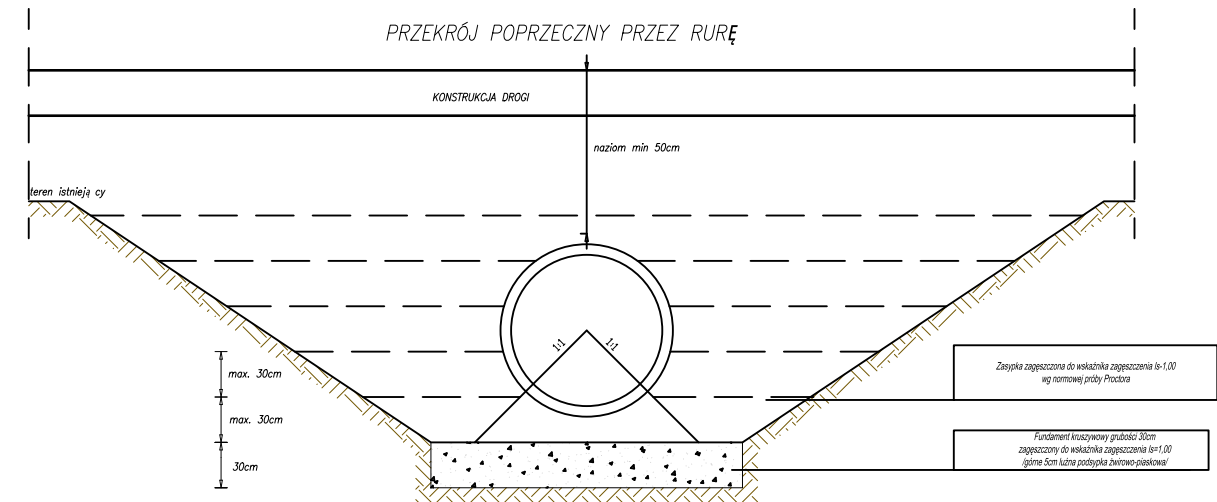 PRZEKRÓJ POPRZECZNY PRZEZ RURĘ
KONSTRUKCJA DROGI
naziom min 50cm
teren istnieją cy
1:1
1:1
max. 30cm
max. 30cm
30cm
Zasypka zagęszczona do wskaźnika zagęszczenia Is-1,00
wg normowej próby Proctora
Fundament kruszywowy grubości 30cm
zagęszczony do wskaźnika zagęszczenia Is=1,00
/górne 5cm luźna podsypka żwirowo-piaskowa/